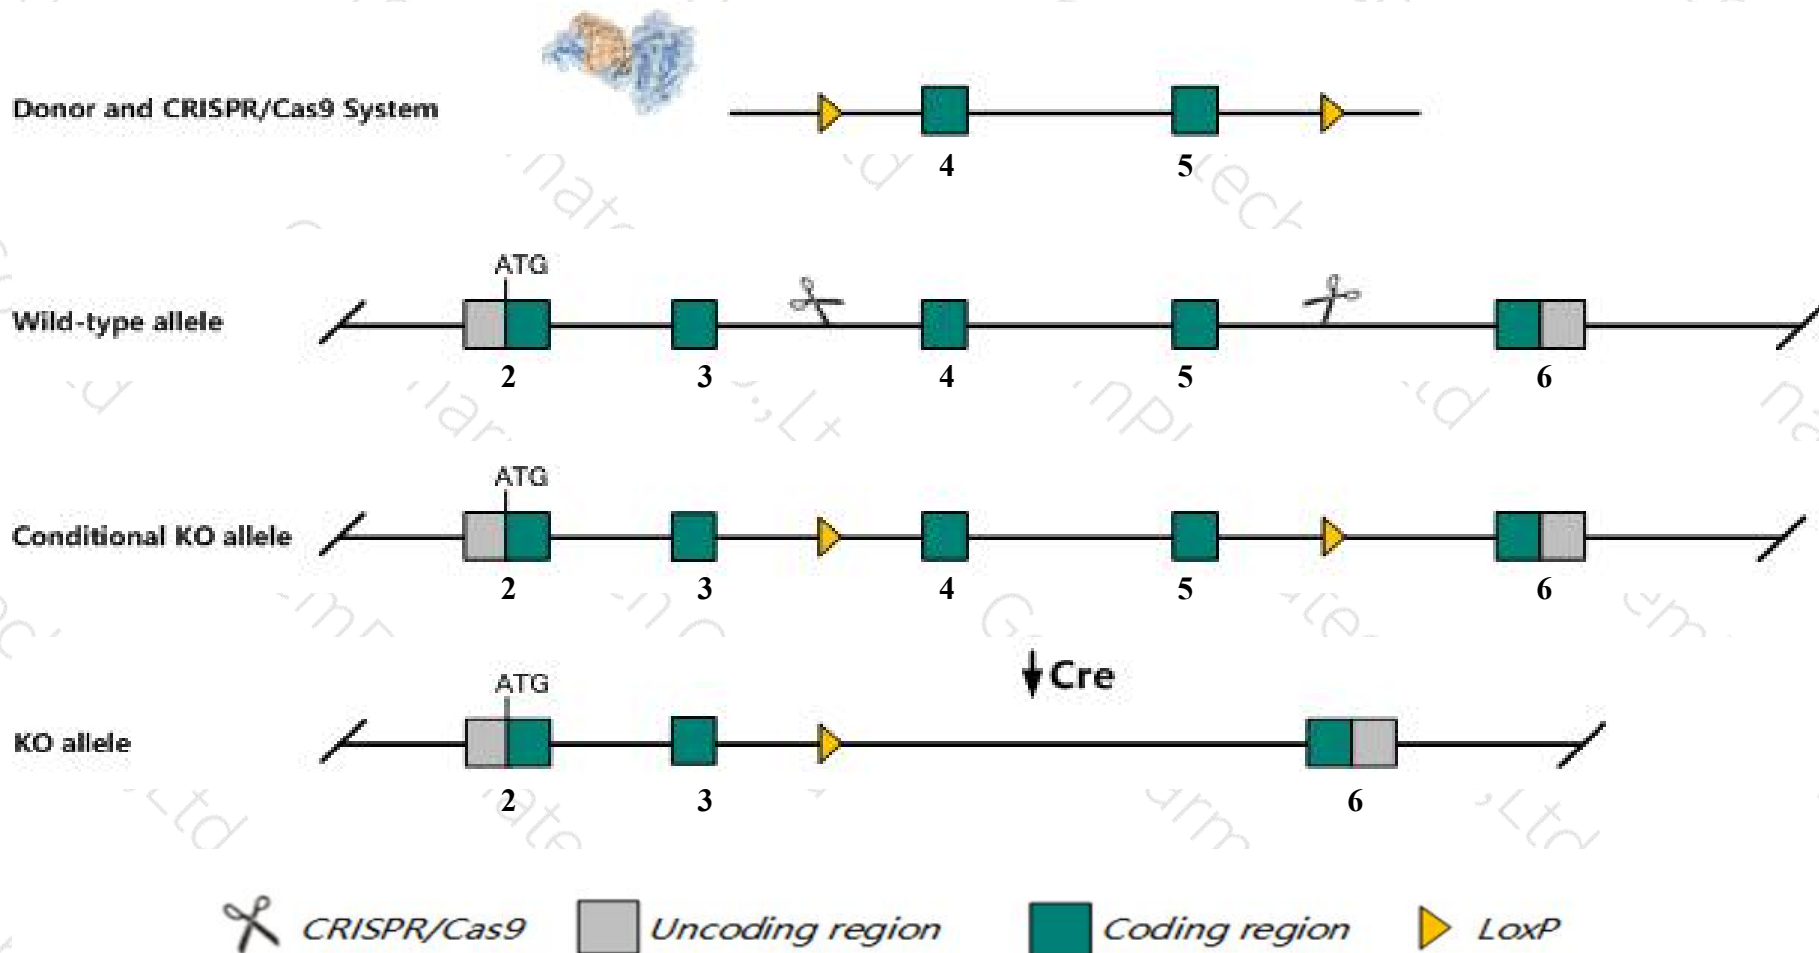 Donor and CRISPR/Cas9 System
4 5
ATG
Wild-type allele
2 3 4 5 6
ATG
Conditional KO allele
2 3 4 5 6
Cre
ATG
KO allele
2 3 6
CRISPR/Cas9 Uncoding region Coding region LoxP